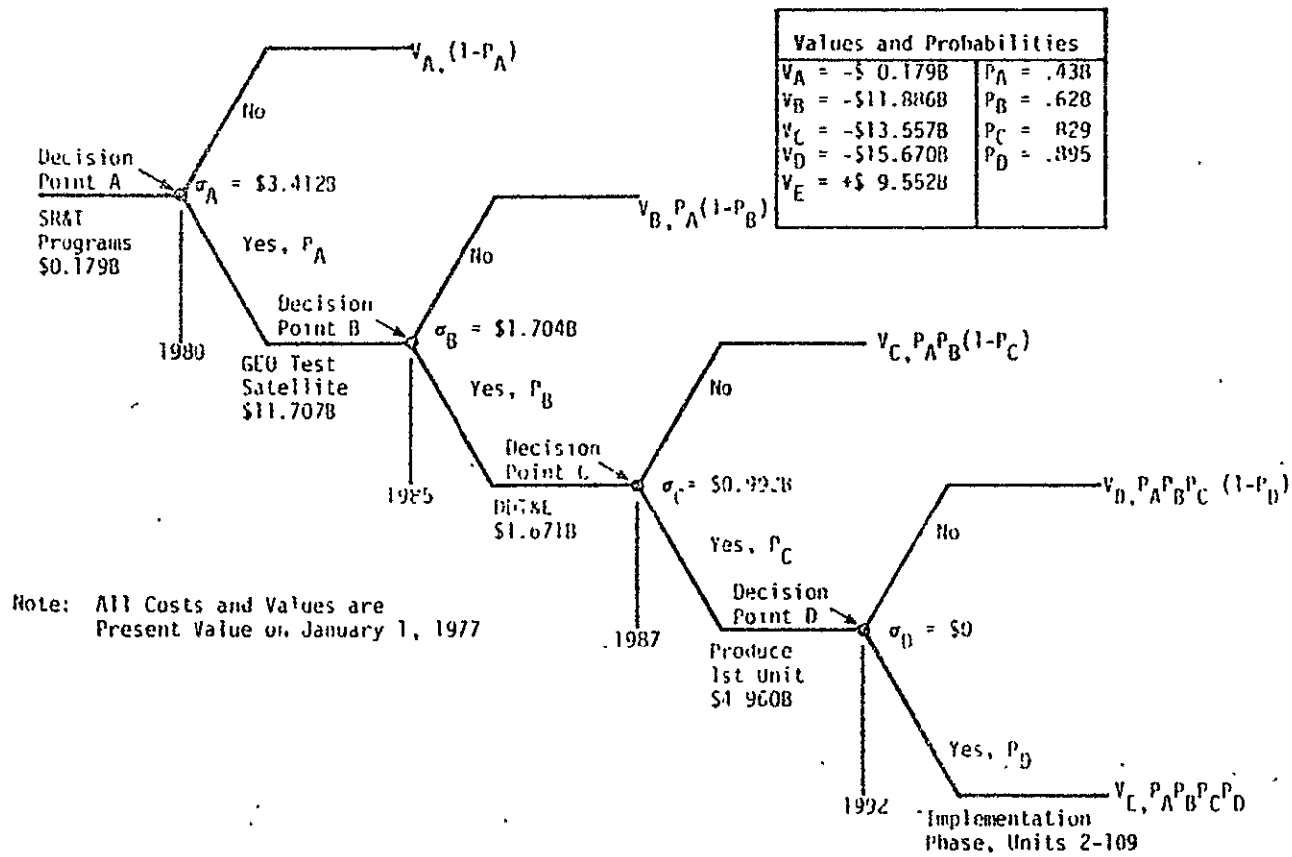 V_A, (1-P_A)
Values and Probabilities
V_A = -$ 0.179B P_A = .438
V_B = -$11.886B P_B = .628
V_C = -$13.557B P_C = .829
V_D = -$15.670B P_D = .895
V_E = +$ 9.552B
No
Decision
Point A
σ_A = $3.412B
SR&T
Programs
$0.179B
Yes, P_A
V_B, P_A(1-P_B)
No
Decision
Point B
σ_B = $1.704B
1980
GEO Test
Satellite
$11.707B
Yes, P_B
V_C, P_AP_B(1-P_C)
No
Decision
Point C
σ_C = $0.992B
1985
DDT&E
$1.671B
Yes, P_C
V_D, P_AP_BP_C (1-P_D)
No
Decision
Point D
σ_D = $0
Note: All Costs and Values are
Present Value on January 1, 1977
1987
Produce
1st Unit
$4 960B
Yes, P_D
V_E, P_AP_BP_CP_D
1992
Implementation
Phase, Units 2-109